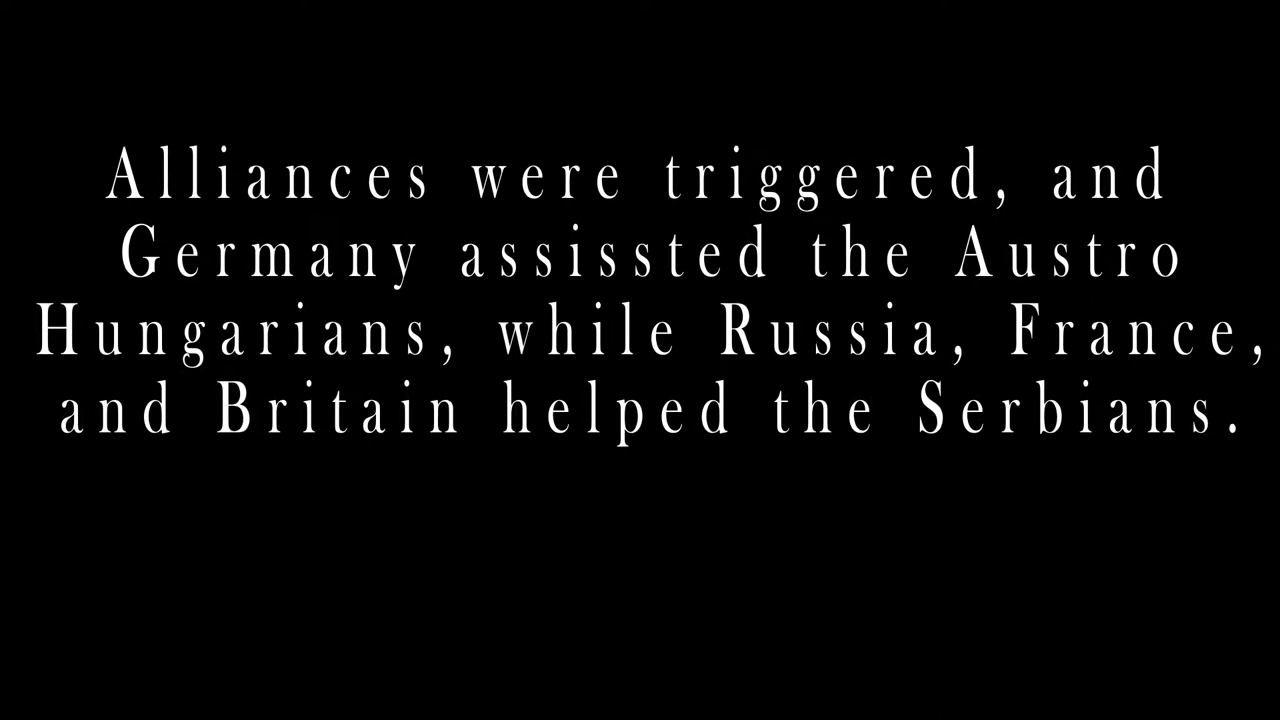 Alliances were triggered, and
Germany assissted the Austro
Hungarians, while Russia, France,
and Britain helped the Serbians.